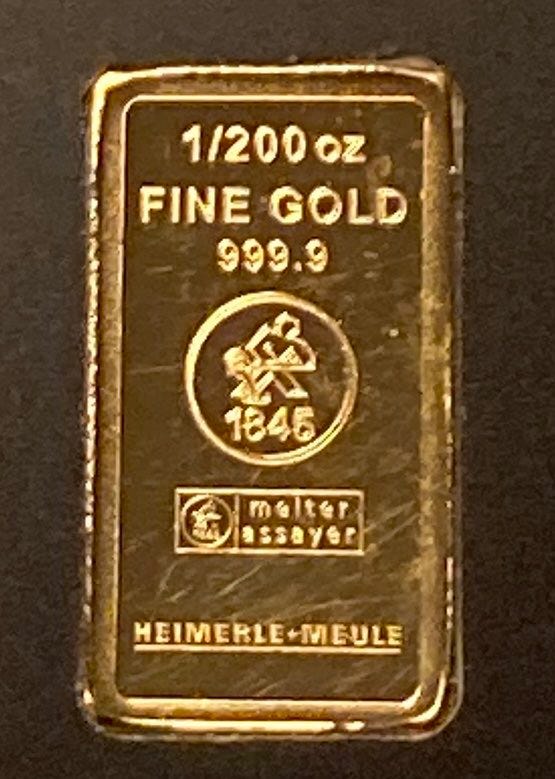 1/200 oz
FINE GOLD
999.9
1845
melter
assayer
HEIMERLE+MEULE